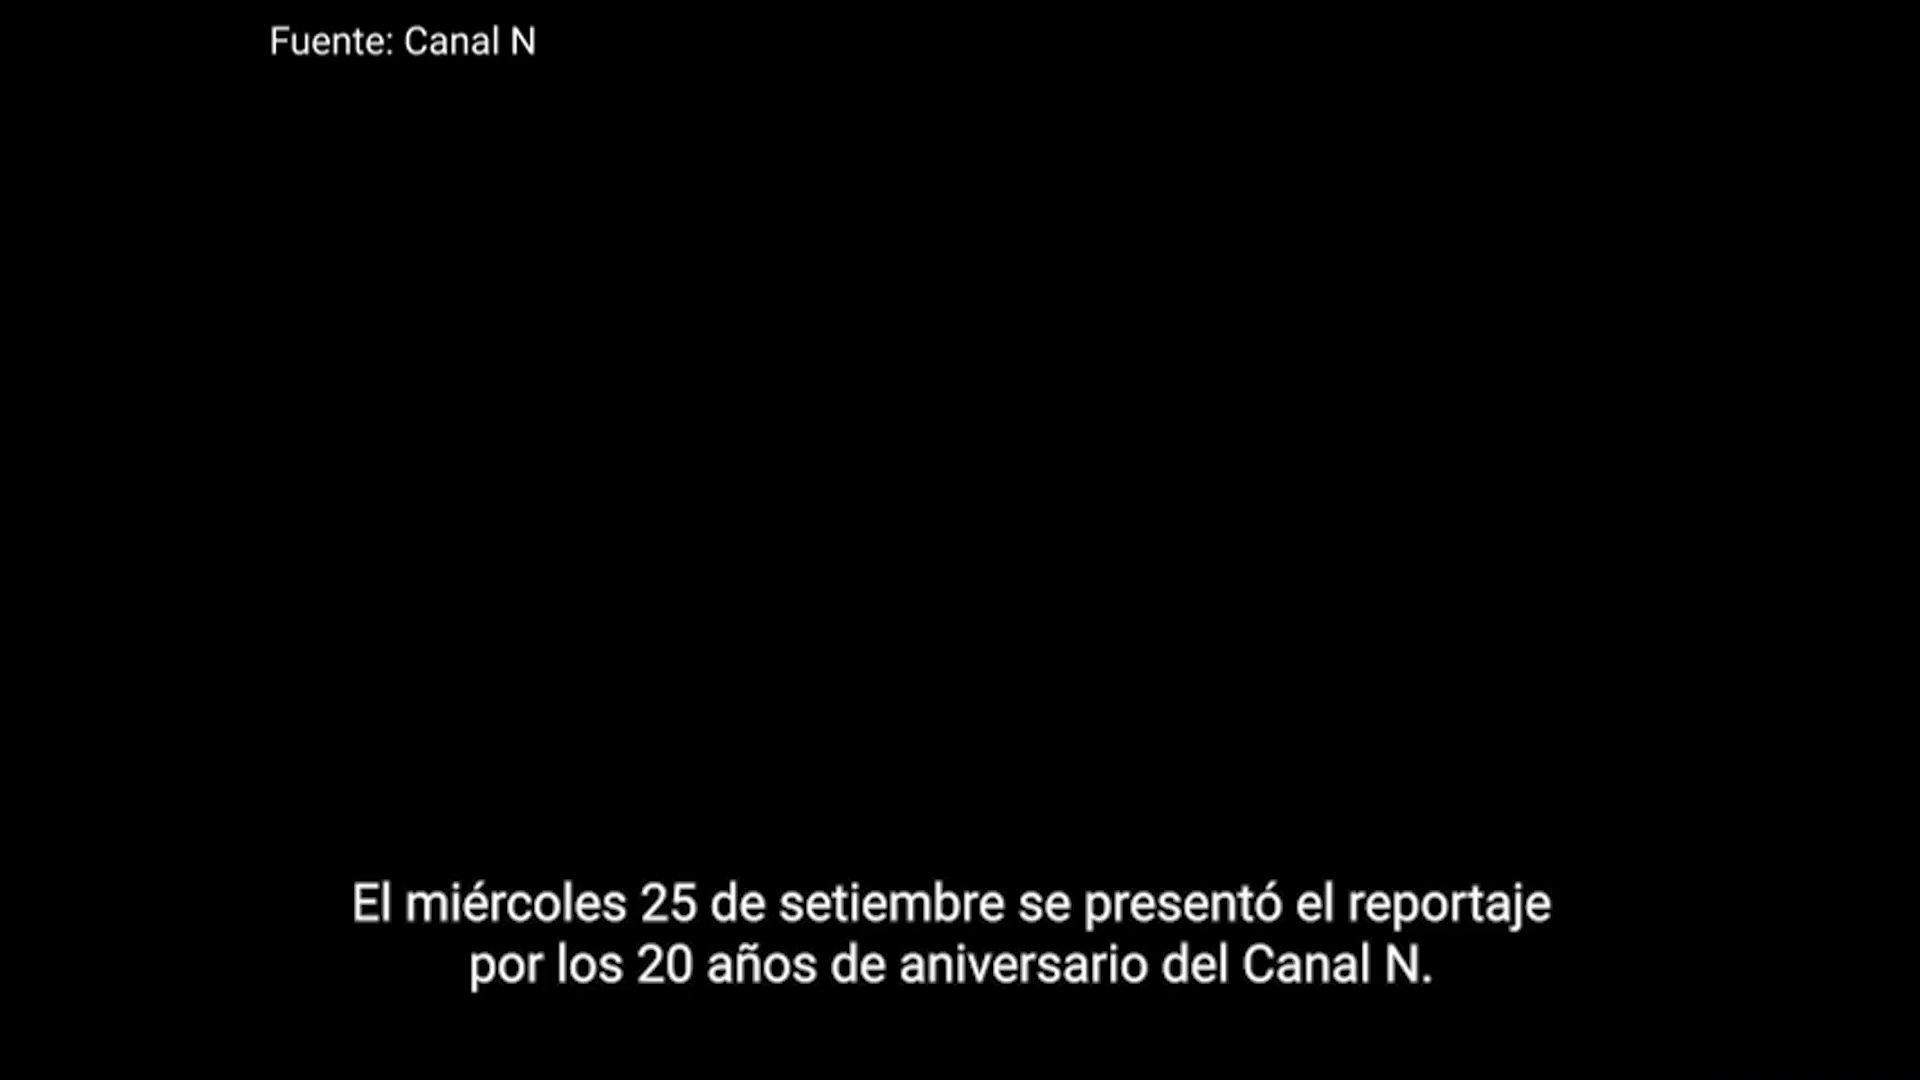 Fuente: Canal N
El miércoles 25 de setiembre se presentó el reportaje
por los 20 años de aniversario del Canal N.